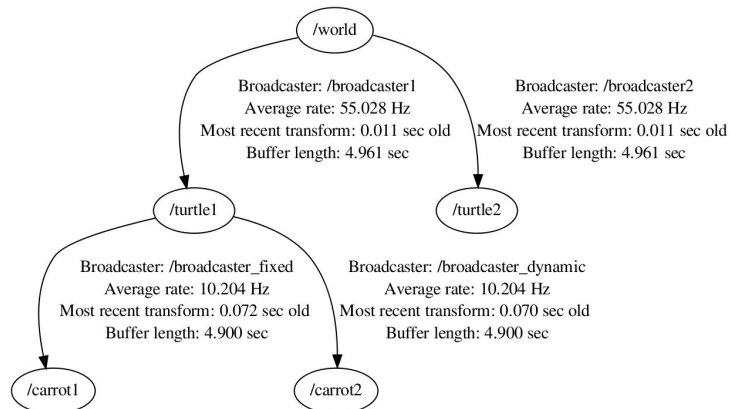 /world
Broadcaster: /broadcaster1
Average rate: 55.028 Hz
Most recent transform: 0.011 sec old
Buffer length: 4.961 sec
Broadcaster: /broadcaster2
Average rate: 55.028 Hz
Most recent transform: 0.011 sec old
Buffer length: 4.961 sec
/turtle1
/turtle2
Broadcaster: /broadcaster_fixed
Average rate: 10.204 Hz
Most recent transform: 0.072 sec old
Buffer length: 4.900 sec
Broadcaster: /broadcaster_dynamic
Average rate: 10.204 Hz
Most recent transform: 0.070 sec old
Buffer length: 4.900 sec
/carrot1
/carrot2